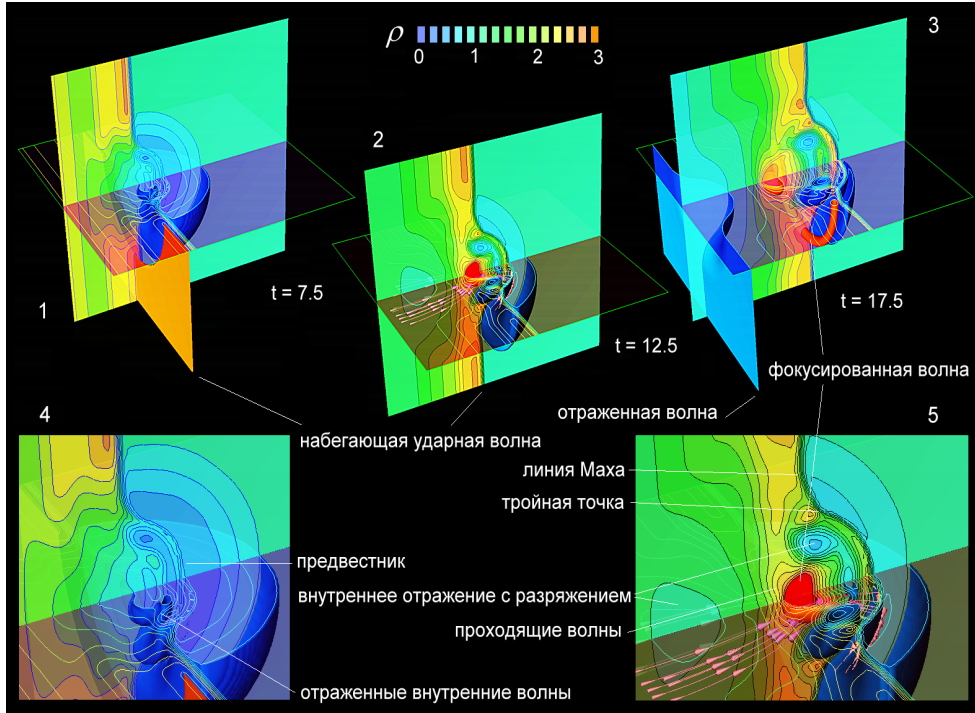 ρ
0 1 2 3
1
2
3
t = 7.5
t = 12.5
t = 17.5
фокусированная волна
отраженная волна
4
5
набегающая ударная волна
линия Маха
тройная точка
предвестник
внутреннее отражение с разряжением
проходящие волны
отраженные внутренние волны